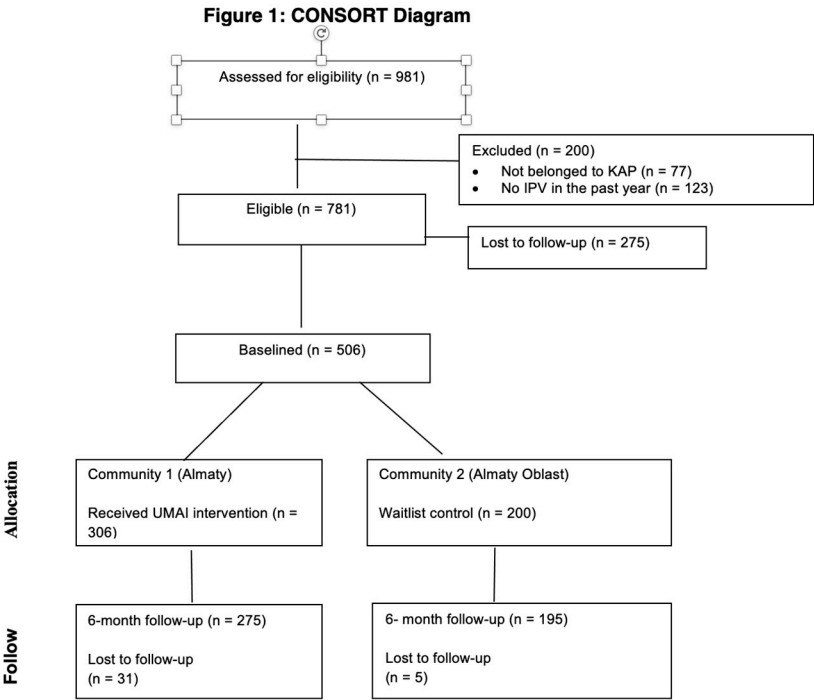 Figure 1: CONSORT Diagram
Assessed for eligibility (n = 981)
Excluded (n = 200)
• Not belonged to KAP (n = 77)
• No IPV in the past year (n = 123)
Eligible (n = 781)
Lost to follow-up (n = 275)
Baselined (n = 506)
Allocation
Community 1 (Almaty)
Received UMAI intervention (n =
306)
Community 2 (Almaty Oblast)
Waitlist control (n = 200)
Follow
6-month follow-up (n = 275)
Lost to follow-up
(n = 31)
6- month follow-up (n = 195)
Lost to follow-up
(n = 5)